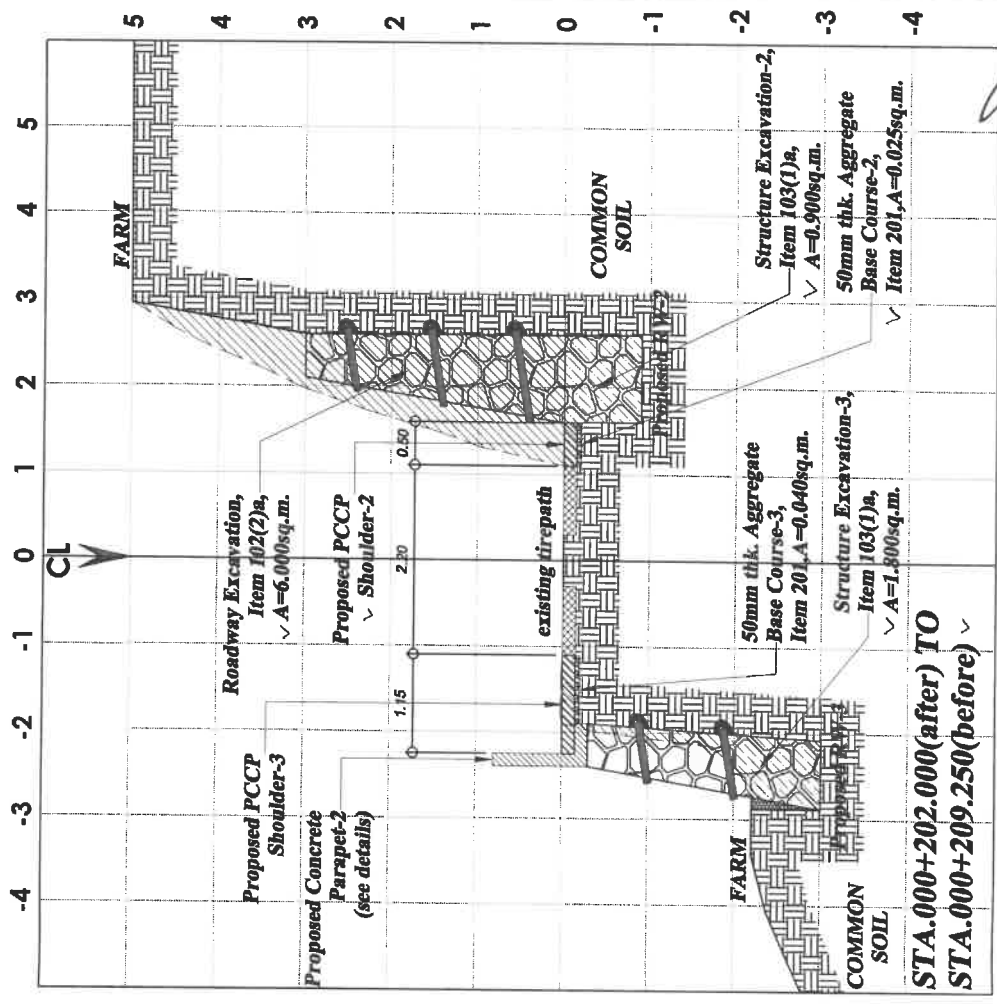 -4 -3 -2 -1 0 1 2 3 4 5
CL
5
4
3
2
1
0
-1
-2
-3
-4
FARM
Roadway Excavation,
Item 102(2)a,
A=6.000sq.m.
Proposed PCCP
Shoulder-3
Proposed PCCP
Shoulder-2
1.15
2.20
0.50
Proposed Concrete
Parapet-2
(see details)
existing tirepath
COMMON
SOIL
FARM
50mm thk. Aggregate
Base Course-3,
Item 201,A=0.040sq.m.
Structure Excavation-3,
Item 103(1)a,
A=1.800sq.m.
Proposed RW-2
Structure Excavation-2,
Item 103(1)a,
A=0.900sq.m.
50mm thk. Aggregate
Base Course-2,
Item 201,A=0.025sq.m.
Proposed
COMMON
SOIL
STA.000+202.000(after) TO
STA.000+209.250(before)